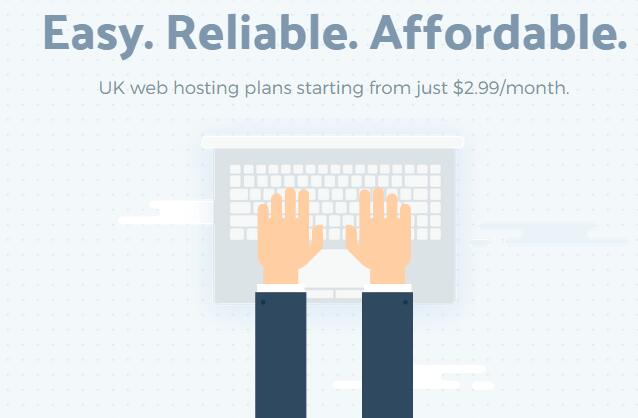 Easy. Reliable. Affordable.
UK web hosting plans starting from just $2.99/month.